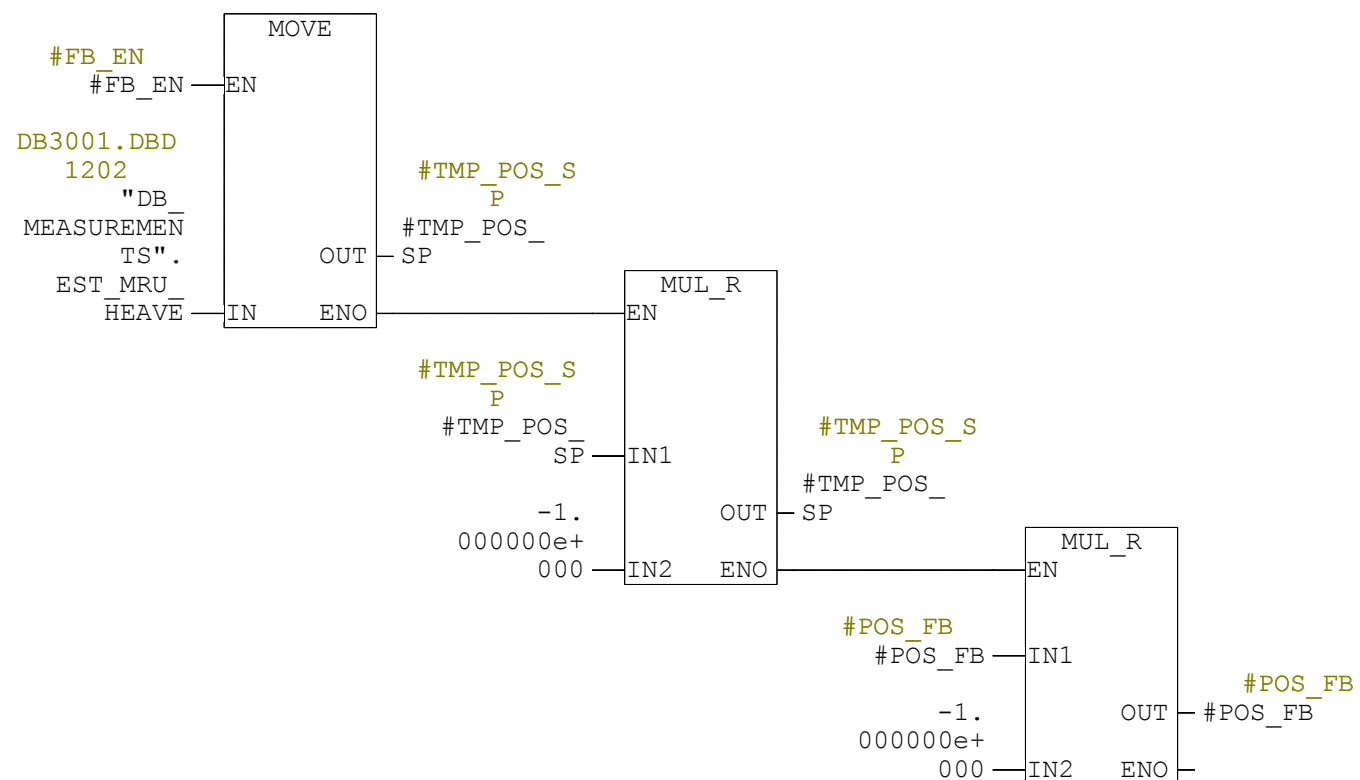 MOVE
#FB_EN
#FB_EN
EN
DB3001.DBD
1202
"DB_
MEASUREMEN
TS".
EST_MRU_
HEAVE
IN
#TMP_POS_S
P
#TMP_POS_
OUT
SP
ENO
MUL_R
EN
#TMP_POS_S
P
#TMP_POS_
SP
IN1
#TMP_POS_S
P
#TMP_POS_
OUT
SP
-1.
000000e+
000
IN2
ENO
MUL_R
EN
#POS_FB
#POS_FB
IN1
#POS_FB
OUT
#POS_FB
-1.
000000e+
000
IN2
ENO